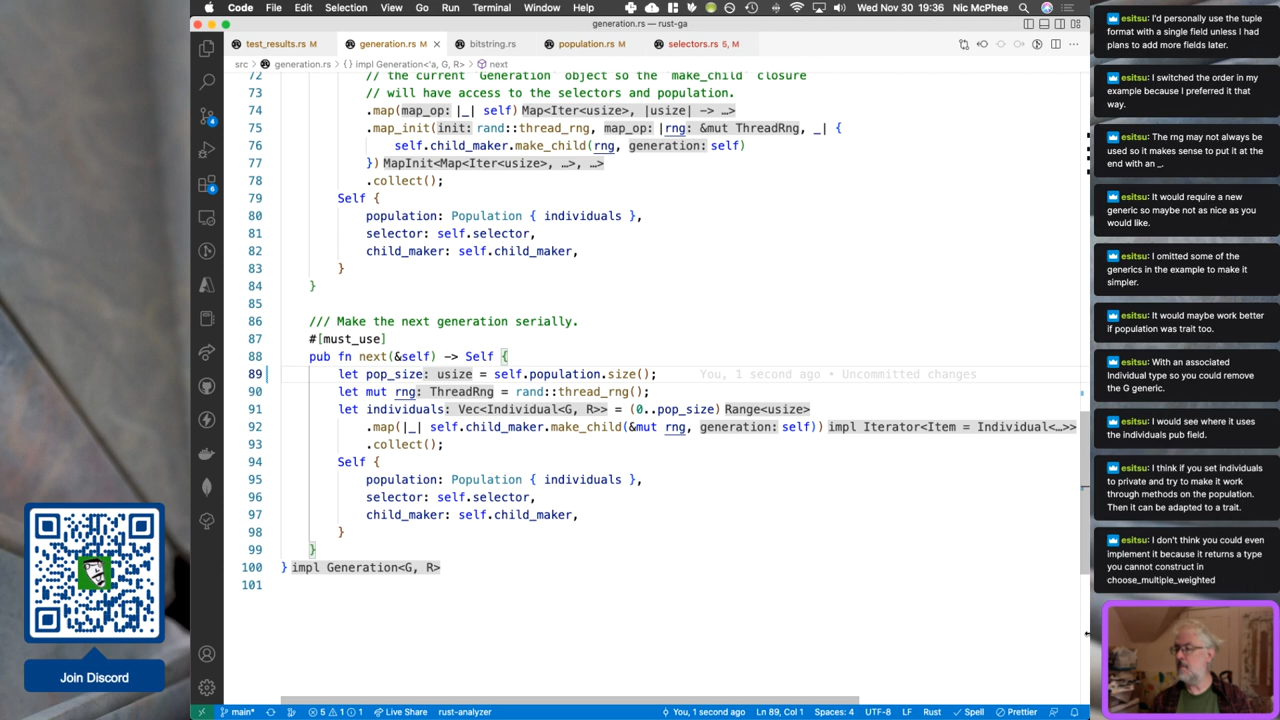 Code File Edit Selection View Go Run Terminal Window Help Wed Nov 30 19:36 Nic McPhee
generation.rs — rust-ga
test_results.rs M generation.rs M bitstring.rs population.rs M selectors.rs 5, M
src generation.rs impl Generation<'a, G, R> next
72 // the current `Generation` object so the `make_child` closure
73 // will have access to the selectors and population.
74 .map(map_op: |_| self) Map<Iter<usize>, |usize| -> …>
75 .map_init(init: rand::thread_rng, map_op: |rng: &mut ThreadRng, _| {
76 self.child_maker.make_child(rng, generation: self)
77 }) MapInit<Map<Iter<usize>, …>, …>
78 .collect();
79 Self {
80 population: Population { individuals },
81 selector: self.selector,
82 child_maker: self.child_maker,
83 }
84 }
85
86 /// Make the next generation serially.
87 #[must_use]
88 pub fn next(&self) -> Self {
89 let pop_size: usize = self.population.size(); You, 1 second ago • Uncommitted changes
90 let mut rng: ThreadRng = rand::thread_rng();
91 let individuals: Vec<Individual<G, R>> = (0..pop_size) Range<usize>
92 .map(|_| self.child_maker.make_child(&mut rng, generation: self)) impl Iterator<Item = Individual<…>>
93 .collect();
94 Self {
95 population: Population { individuals },
96 selector: self.selector,
97 child_maker: self.child_maker,
98 }
99 }
100 } impl Generation<G, R>
101
4
6
Join Discord
main* 5 1 1 Live Share rust-analyzer You, 1 second ago Ln 89, Col 1 Spaces: 4 UTF-8 LF Rust Spell Prettier
esitsu: I'd personally use the tuple
format with a single field unless I had
plans to add more fields later.
esitsu: I switched the order in my
example because I preferred it that
way.
esitsu: The rng may not always be
used so it makes sense to put it at the
end with an _.
esitsu: It would require a new
generic so maybe not as nice as you
would like.
esitsu: I omitted some of the
generics in the example to make it
simpler.
esitsu: It would maybe work better
if population was trait too.
esitsu: With an associated
Individual type so you could remove
the G generic.
esitsu: I would see where it uses
the individuals pub field.
esitsu: I think if you set individuals
to private and try to make it work
through methods on the population.
Then it can be adapted to a trait.
esitsu: I don't think you could even
implement it because it returns a type
you cannot construct in
choose_multiple_weighted